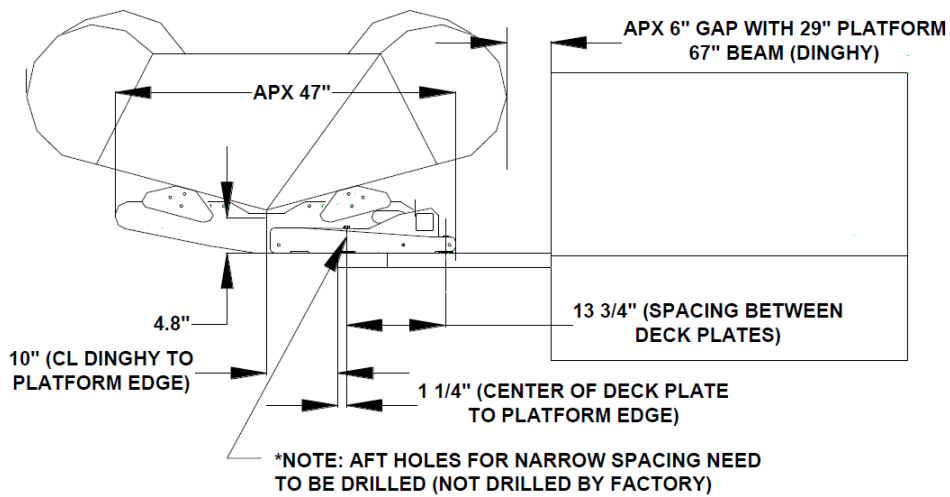 APX 6" GAP WITH 29" PLATFORM
67" BEAM (DINGHY)
APX 47"
4.8"
13 3/4" (SPACING BETWEEN
DECK PLATES)
10" (CL DINGHY TO
PLATFORM EDGE)
1 1/4" (CENTER OF DECK PLATE
TO PLATFORM EDGE)
*NOTE: AFT HOLES FOR NARROW SPACING NEED
TO BE DRILLED (NOT DRILLED BY FACTORY)